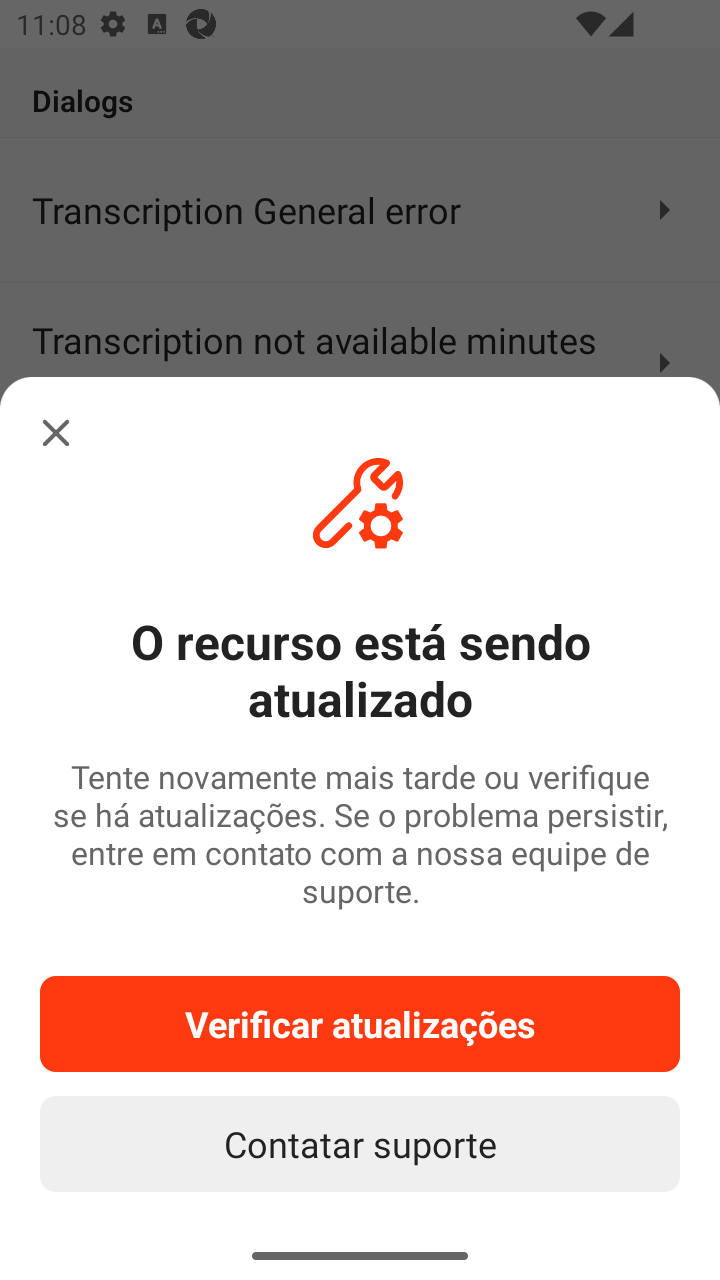 11:08
Dialogs
Transcription General error
Transcription not available minutes
O recurso está sendo
atualizado
Tente novamente mais tarde ou verifique
se há atualizações. Se o problema persistir,
entre em contato com a nossa equipe de
suporte.
Verificar atualizações
Contatar suporte